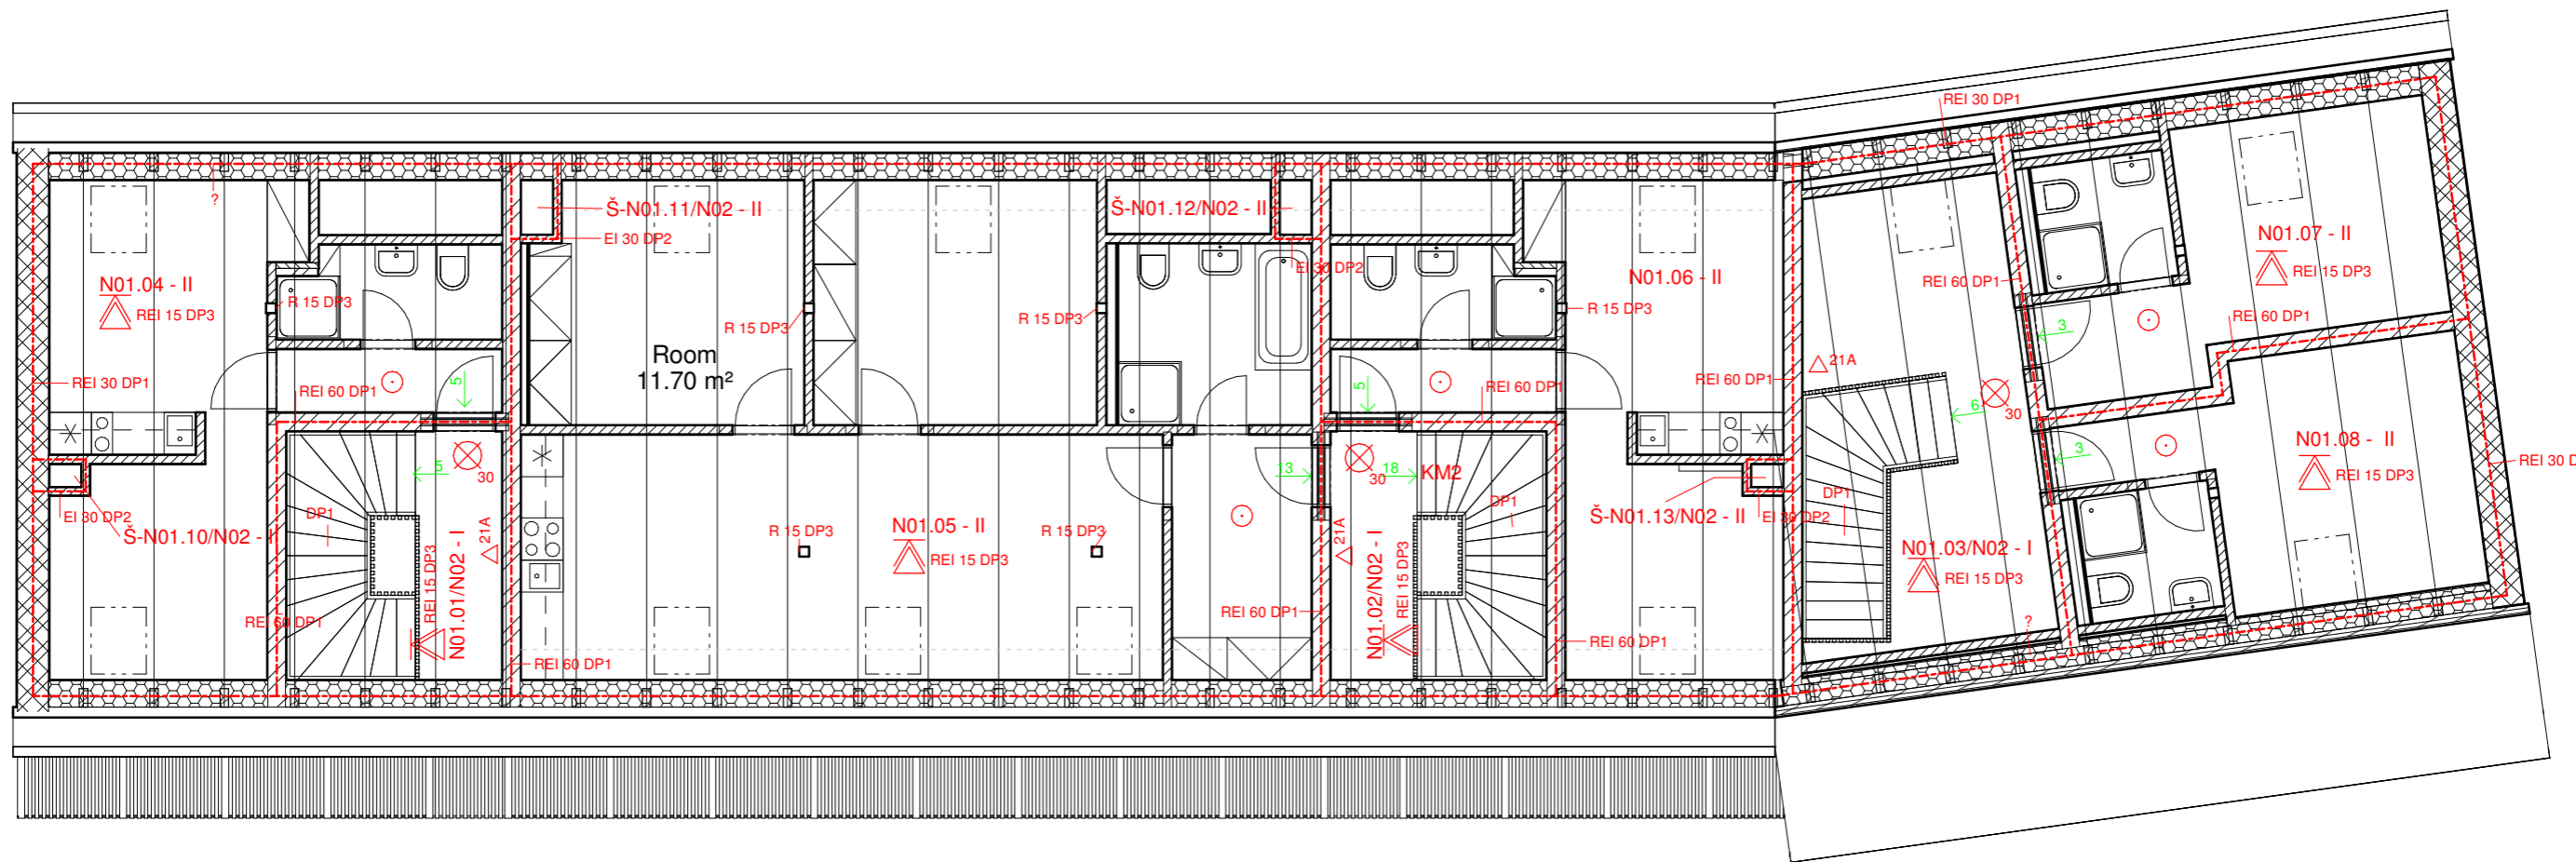 REI 30 DP1
?
Š-N01.11/N02 - II
EI 30 DP2
Š-N01.12/N02 - II
EI 30 DP2
N01.04 - II
REI 15 DP3
R 15 DP3
R 15 DP3
R 15 DP3
N01.06 - II
R 15 DP3
REI 60 DP1
N01.07 - II
REI 15 DP3
Room
11.70 m²
REI 30 DP1
REI 60 DP1
5
5
REI 60 DP1
REI 60 DP1
21A
3
REI 60 DP1
6
30
3
N01.08 - II
REI 15 DP3
REI 30 D
5
30
13
30
18
KM2
EI 30 DP2
Š-N01.10/N02 - II
DP1
REI 15 DP3
N01.01/N02 - I
21A
R 15 DP3
N01.05 - II
REI 15 DP3
R 15 DP3
21A
N01.02/N02 - I
REI 15 DP3
DP1
Š-N01.13/N02 - II
EI 30 DP2
DP1
N01.03/N02 - I
REI 15 DP3
REI 60 DP1
REI 60 DP1
REI 60 DP1
REI 60 DP1
?